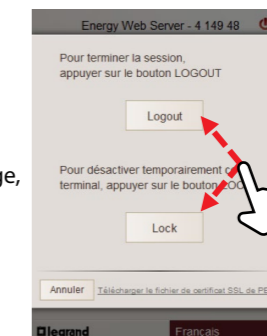 Energy Web Server - 4 149 48
Pour terminer la session,
appuyer sur le bouton LOGOUT
Logout
ge,
Pour désactiver temporairement
terminal, appuyer sur le bouton
Lock
Annuler Télécharger le fichier de certificat SSL de
legrand Français